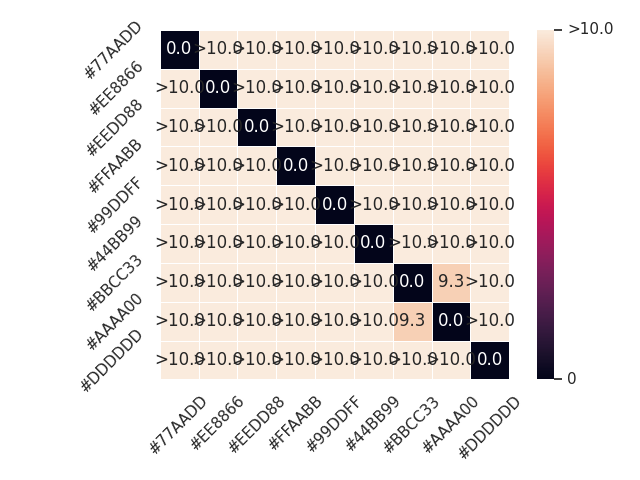 #77AADD 0.0 >10.0 >10.0 >10.0 >10.0 >10.0 >10.0 >10.0 >10.0 >10.0
#EE8866 >10.0 0.0 >10.0 >10.0 >10.0 >10.0 >10.0 >10.0 >10.0
#EEDD88 >10.0 >10.0 0.0 >10.0 >10.0 >10.0 >10.0 >10.0 >10.0
#FFAABB >10.0 >10.0 >10.0 0.0 >10.0 >10.0 >10.0 >10.0 >10.0
#99DDFF >10.0 >10.0 >10.0 >10.0 0.0 >10.0 >10.0 >10.0 >10.0
#44BB99 >10.0 >10.0 >10.0 >10.0 >10.0 0.0 >10.0 >10.0 >10.0
#BBCC33 >10.0 >10.0 >10.0 >10.0 >10.0 >10.0 0.0 9.3 >10.0
#AAAA00 >10.0 >10.0 >10.0 >10.0 >10.0 >10.0 9.3 0.0 >10.0
#DDDDDD >10.0 >10.0 >10.0 >10.0 >10.0 >10.0 >10.0 >10.0 0.0
0
#77AADD #EE8866 #EEDD88 #FFAABB #99DDFF #44BB99 #BBCC33 #AAAA00 #DDDDDD